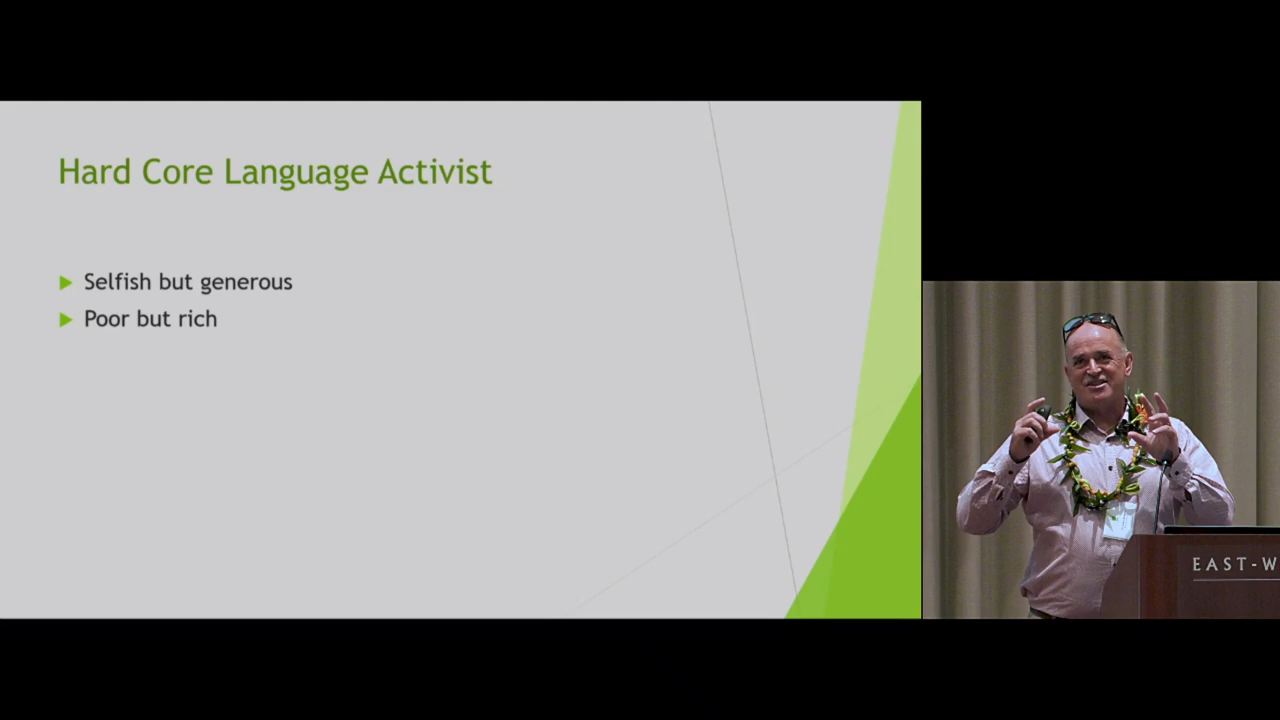 Hard Core Language Activist
Selfish but generous
Poor but rich
EAST-W